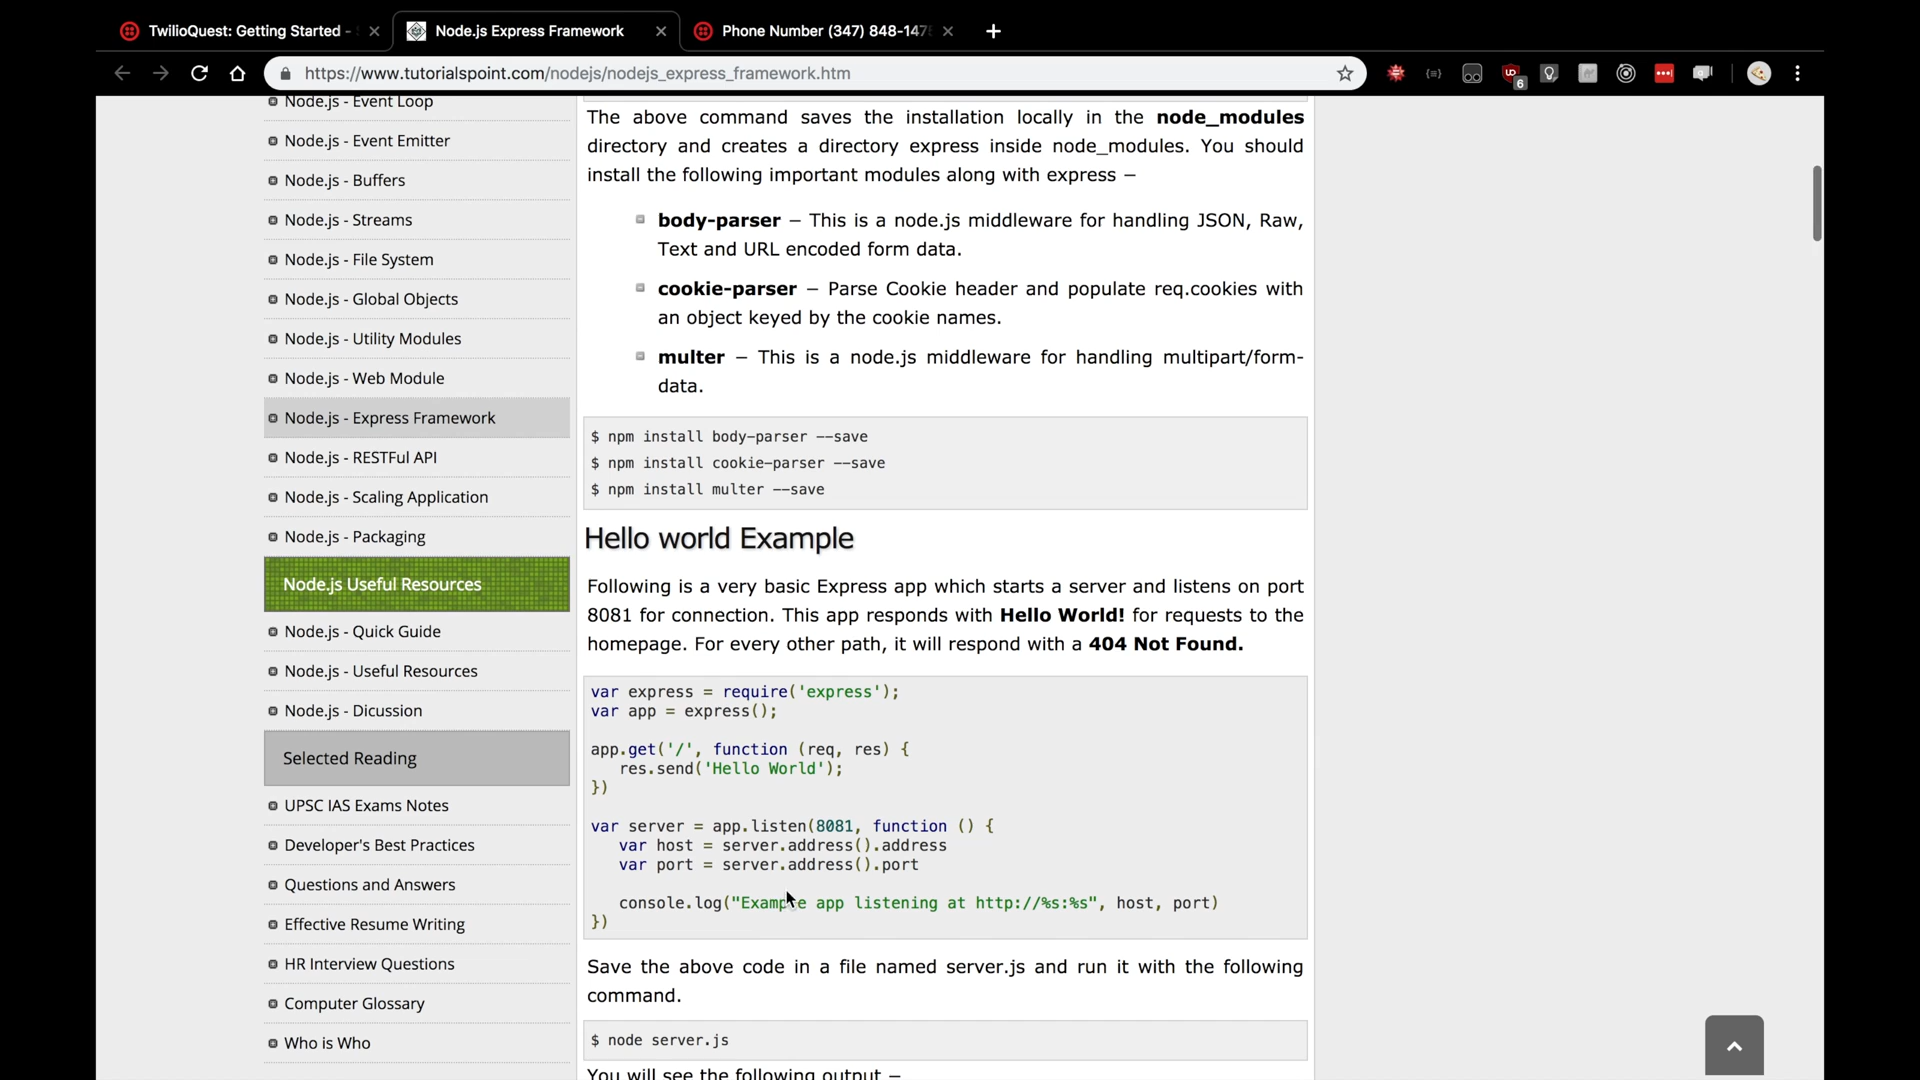 TwilioQuest: Getting Started -
Node.js Express Framework
Phone Number (347) 848-147
https://www.tutorialspoint.com/nodejs/nodejs_express_framework.htm
6
Node.js - Event Loop
Node.js - Event Emitter
Node.js - Buffers
Node.js - Streams
Node.js - File System
Node.js - Global Objects
Node.js - Utility Modules
Node.js - Web Module
Node.js - Express Framework
Node.js - RESTFul API
Node.js - Scaling Application
Node.js - Packaging
Node.js Useful Resources
Node.js - Quick Guide
Node.js - Useful Resources
Node.js - Dicussion
Selected Reading
UPSC IAS Exams Notes
Developer's Best Practices
Questions and Answers
Effective Resume Writing
HR Interview Questions
Computer Glossary
Who is Who
The above command saves the installation locally in the node_modules
directory and creates a directory express inside node_modules. You should
install the following important modules along with express −
body-parser − This is a node.js middleware for handling JSON, Raw,
Text and URL encoded form data.
cookie-parser − Parse Cookie header and populate req.cookies with
an object keyed by the cookie names.
multer − This is a node.js middleware for handling multipart/form-
data.
$ npm install body-parser --save
$ npm install cookie-parser --save
$ npm install multer --save
Hello world Example
Following is a very basic Express app which starts a server and listens on port
8081 for connection. This app responds with Hello World! for requests to the
homepage. For every other path, it will respond with a 404 Not Found.
var express = require('express');
var app = express();
app.get('/', function (req, res) {
res.send('Hello World');
})
var server = app.listen(8081, function () {
var host = server.address().address
var port = server.address().port
console.log("Example app listening at http://%s:%s", host, port)
})
Save the above code in a file named server.js and run it with the following
command.
$ node server.js
You will see the following output −